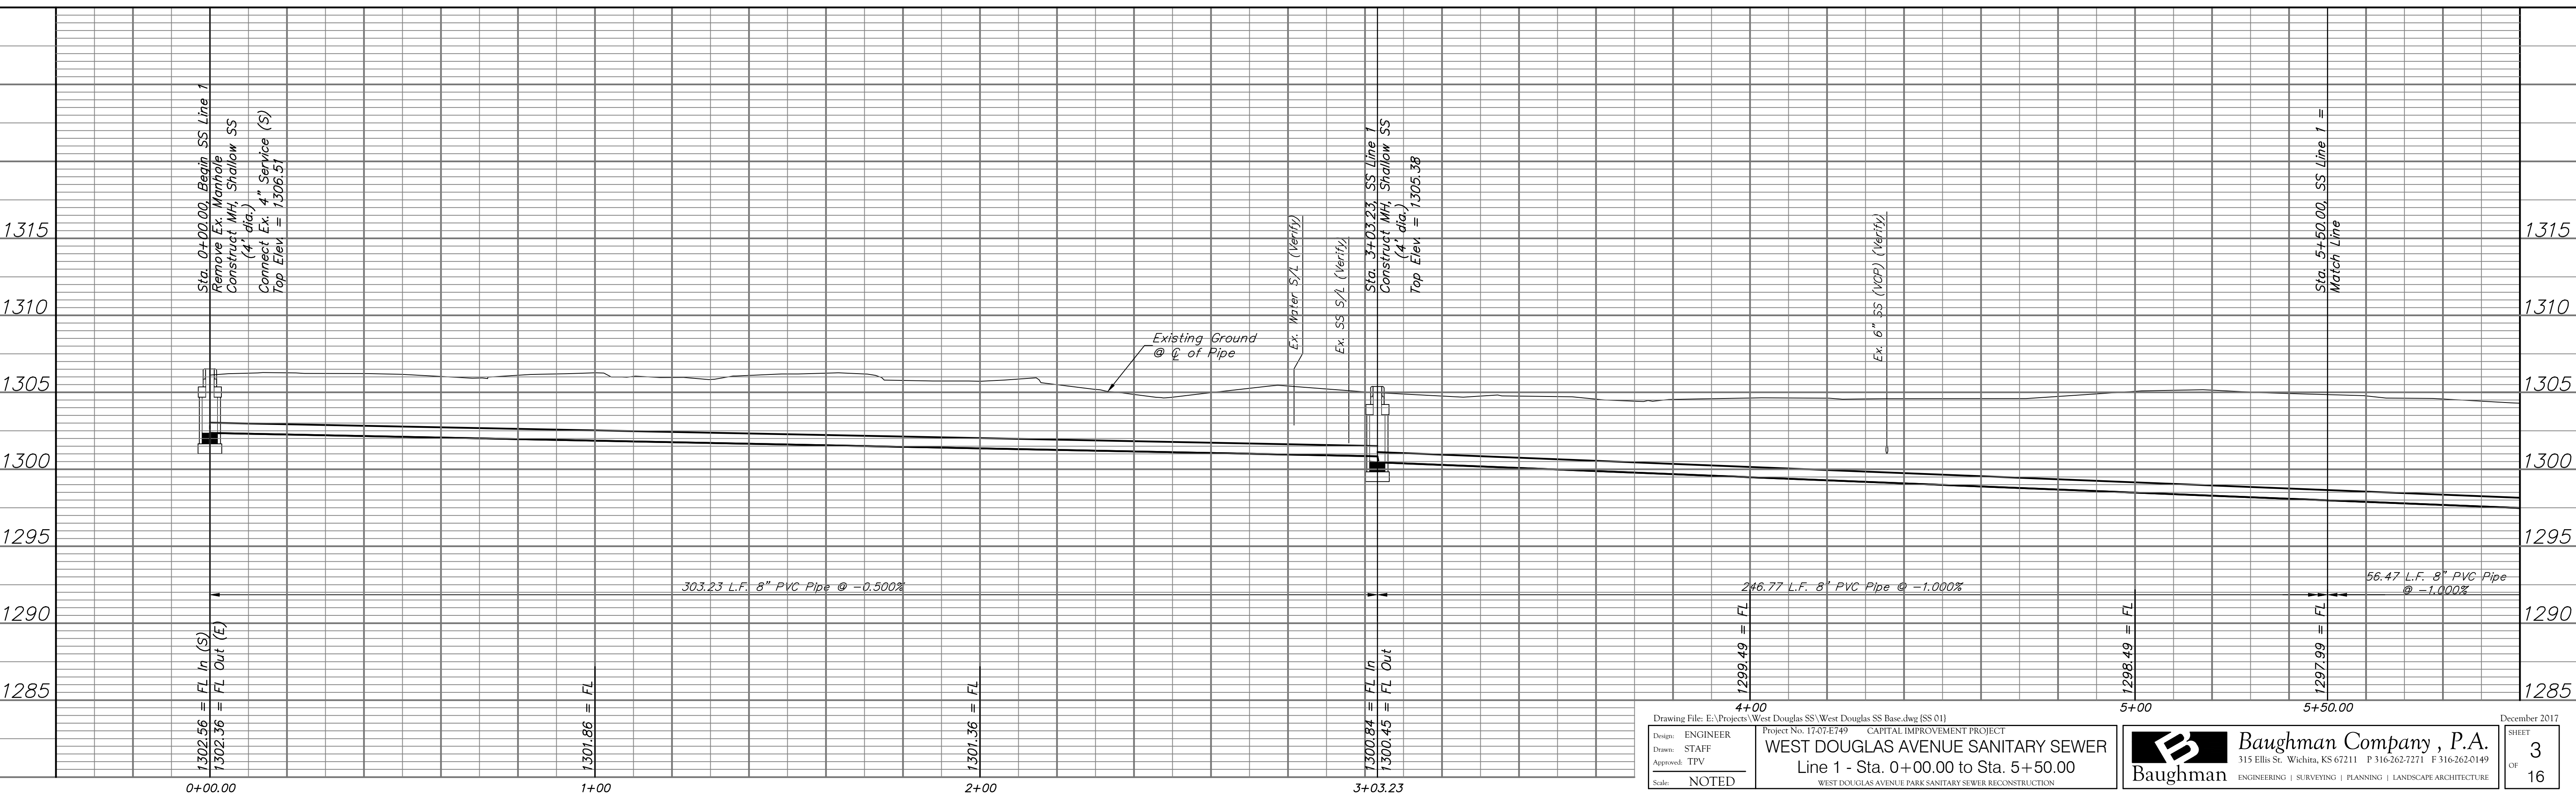 Sta. 0+00.00, Begin SS Line 1
Remove Ex. Manhole
Construct MH, Shallow SS
(4' dia.)
Connect Ex. 4" Service (S)
Top Elev. = 1306.51
Ex. Water S/L (Verify)
Ex. SS S/L (Verify)
Sta. 3+03.23, SS Line 1
Construct MH, Shallow SS
(4' dia.)
Top Elev. = 1305.38
Ex. 6" SS (VCP) (Verify)
Sta. 5+50.00, SS Line 1 =
Match Line
1315
1315
1310
1310
Existing Ground
@ ℄ of Pipe
1305
1305
1300
1300
1295
1295
303.23 L.F. 8" PVC Pipe @ -0.500%
246.77 L.F. 8" PVC Pipe @ -1.000%
56.47 L.F. 8" PVC Pipe
@ -1.000%
1290
1290
1285
1285
1302.56 = FL In (S)
1302.36 = FL Out (E)
1301.86 = FL
1301.36 = FL
1300.84 = FL In
1300.45 = FL Out
1299.49 = FL
1298.49 = FL
1297.99 = FL
0+00.00
1+00
2+00
3+03.23
4+00
5+00
5+50.00
Drawing File: E:\Projects\West Douglas SS\West Douglas SS Base.dwg [SS 01]
December 2017
Design: ENGINEER
Drawn: STAFF
Approved: TPV
Scale: NOTED
Project No. 17-07-E749 CAPITAL IMPROVEMENT PROJECT
WEST DOUGLAS AVENUE SANITARY SEWER
Line 1 - Sta. 0+00.00 to Sta. 5+50.00
WEST DOUGLAS AVENUE PARK SANITARY SEWER RECONSTRUCTION
B
Baughman
Baughman Company , P.A.
315 Ellis St. Wichita, KS 67211 P 316-262-7271 F 316-262-0149
ENGINEERING | SURVEYING | PLANNING | LANDSCAPE ARCHITECTURE
SHEET
3
OF
16